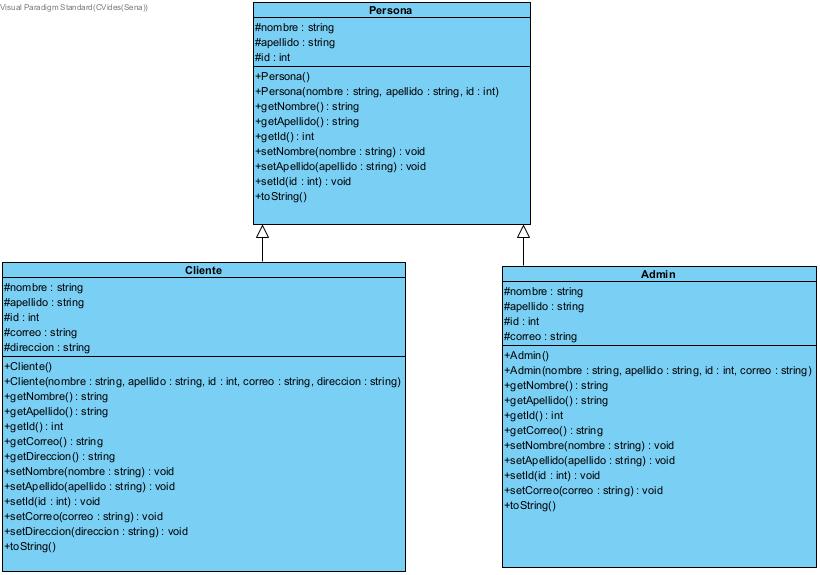 Visual Paradigm Standard(CVides(Sena))
Persona
#nombre : string
#apellido : string
#id : int
+Persona()
+Persona(nombre : string, apellido : string, id : int)
+getNombre() : string
+getApellido() : string
+getId() : int
+setNombre(nombre : string) : void
+setApellido(apellido : string) : void
+setId(id : int) : void
+toString()
Cliente
#nombre : string
#apellido : string
#id : int
#correo : string
#direccion : string
+Cliente()
+Cliente(nombre : string, apellido : string, id : int, correo : string, direccion : string)
+getNombre() : string
+getApellido() : string
+getId() : int
+getCorreo() : string
+getDireccion() : string
+setNombre(nombre : string) : void
+setApellido(apellido : string) : void
+setId(id : int) : void
+setCorreo(correo : string) : void
+setDireccion(direccion : string) : void
+toString()
Admin
#nombre : string
#apellido : string
#id : int
#correo : string
+Admin()
+Admin(nombre : string, apellido : string, id : int, correo : string)
+getNombre() : string
+getApellido() : string
+getId() : int
+getCorreo() : string
+setNombre(nombre : string) : void
+setApellido(apellido : string) : void
+setId(id : int) : void
+setCorreo(correo : string) : void
+toString()